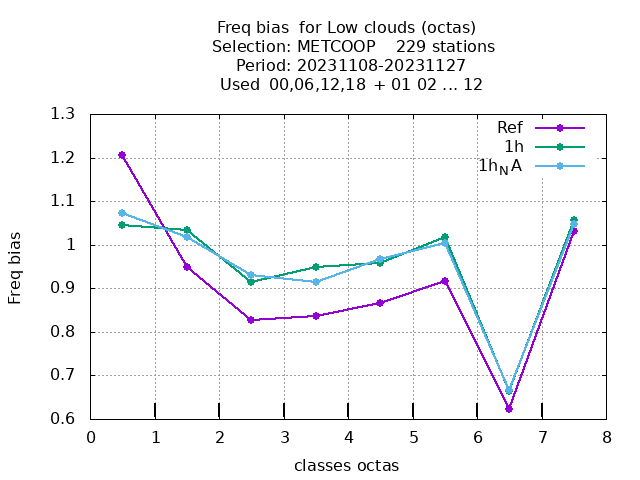 Freq bias  for Low clouds (octas)
Selection: METCOOP    229 stations
Period: 20231108-20231127
Used  00,06,12,18  + 01 02 ... 12
1.3
1.2
1.1
1
0.9
0.8
0.7
0.6
Freq bias
Ref
1h
1hNA
0 1 2 3 4 5 6 7 8
classes octas